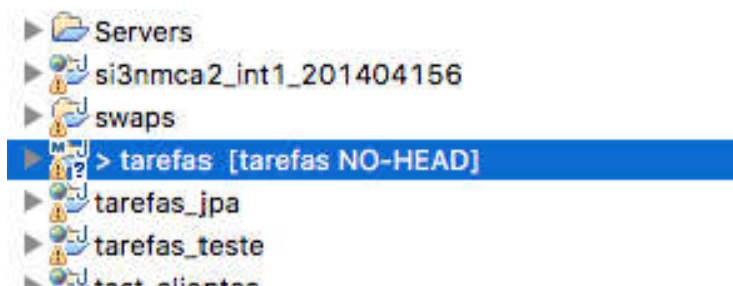 Servers
si3nmca2_int1_201404156
swaps
> tarefas [tarefas NO-HEAD]
tarefas_jpa
tarefas_teste